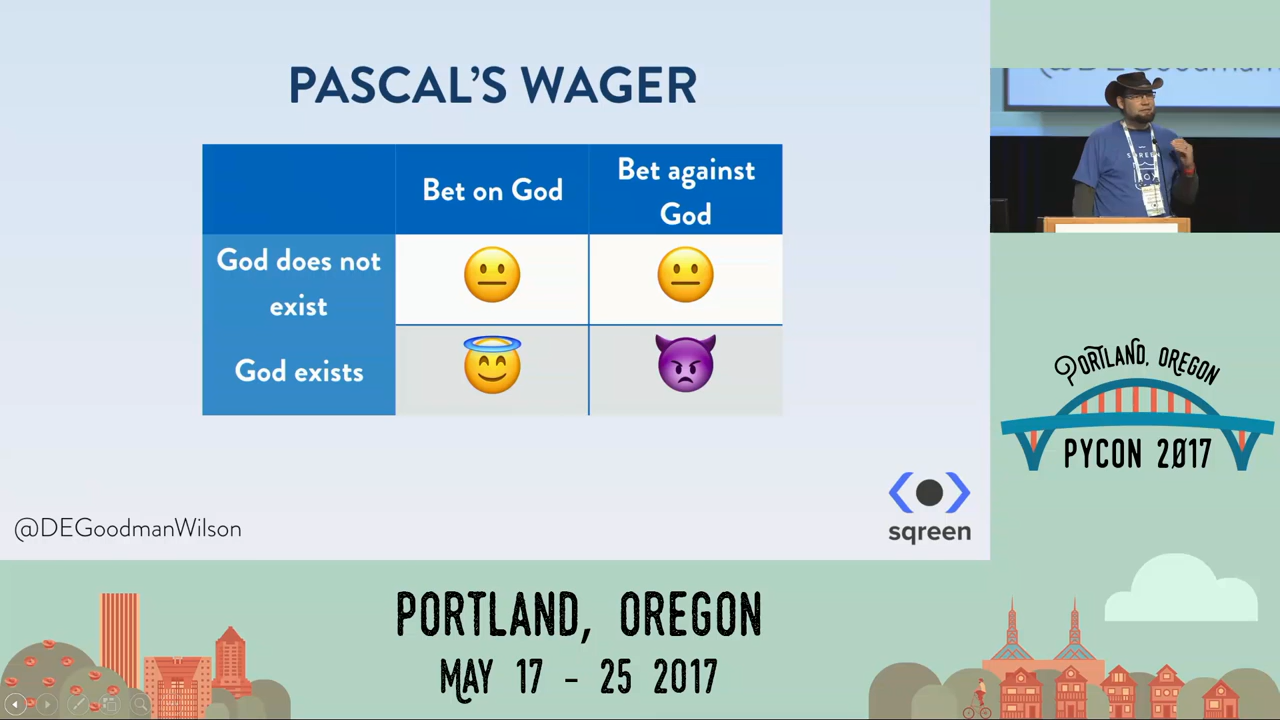 PASCAL'S WAGER
Bet on God
Bet against
God
God does not
exist
God exists
@DEGoodmanWilson
sqreen
PORTLAND, OREGON
PYCON 2017
PORTLAND, OREGON
MAY 17 - 25 2017